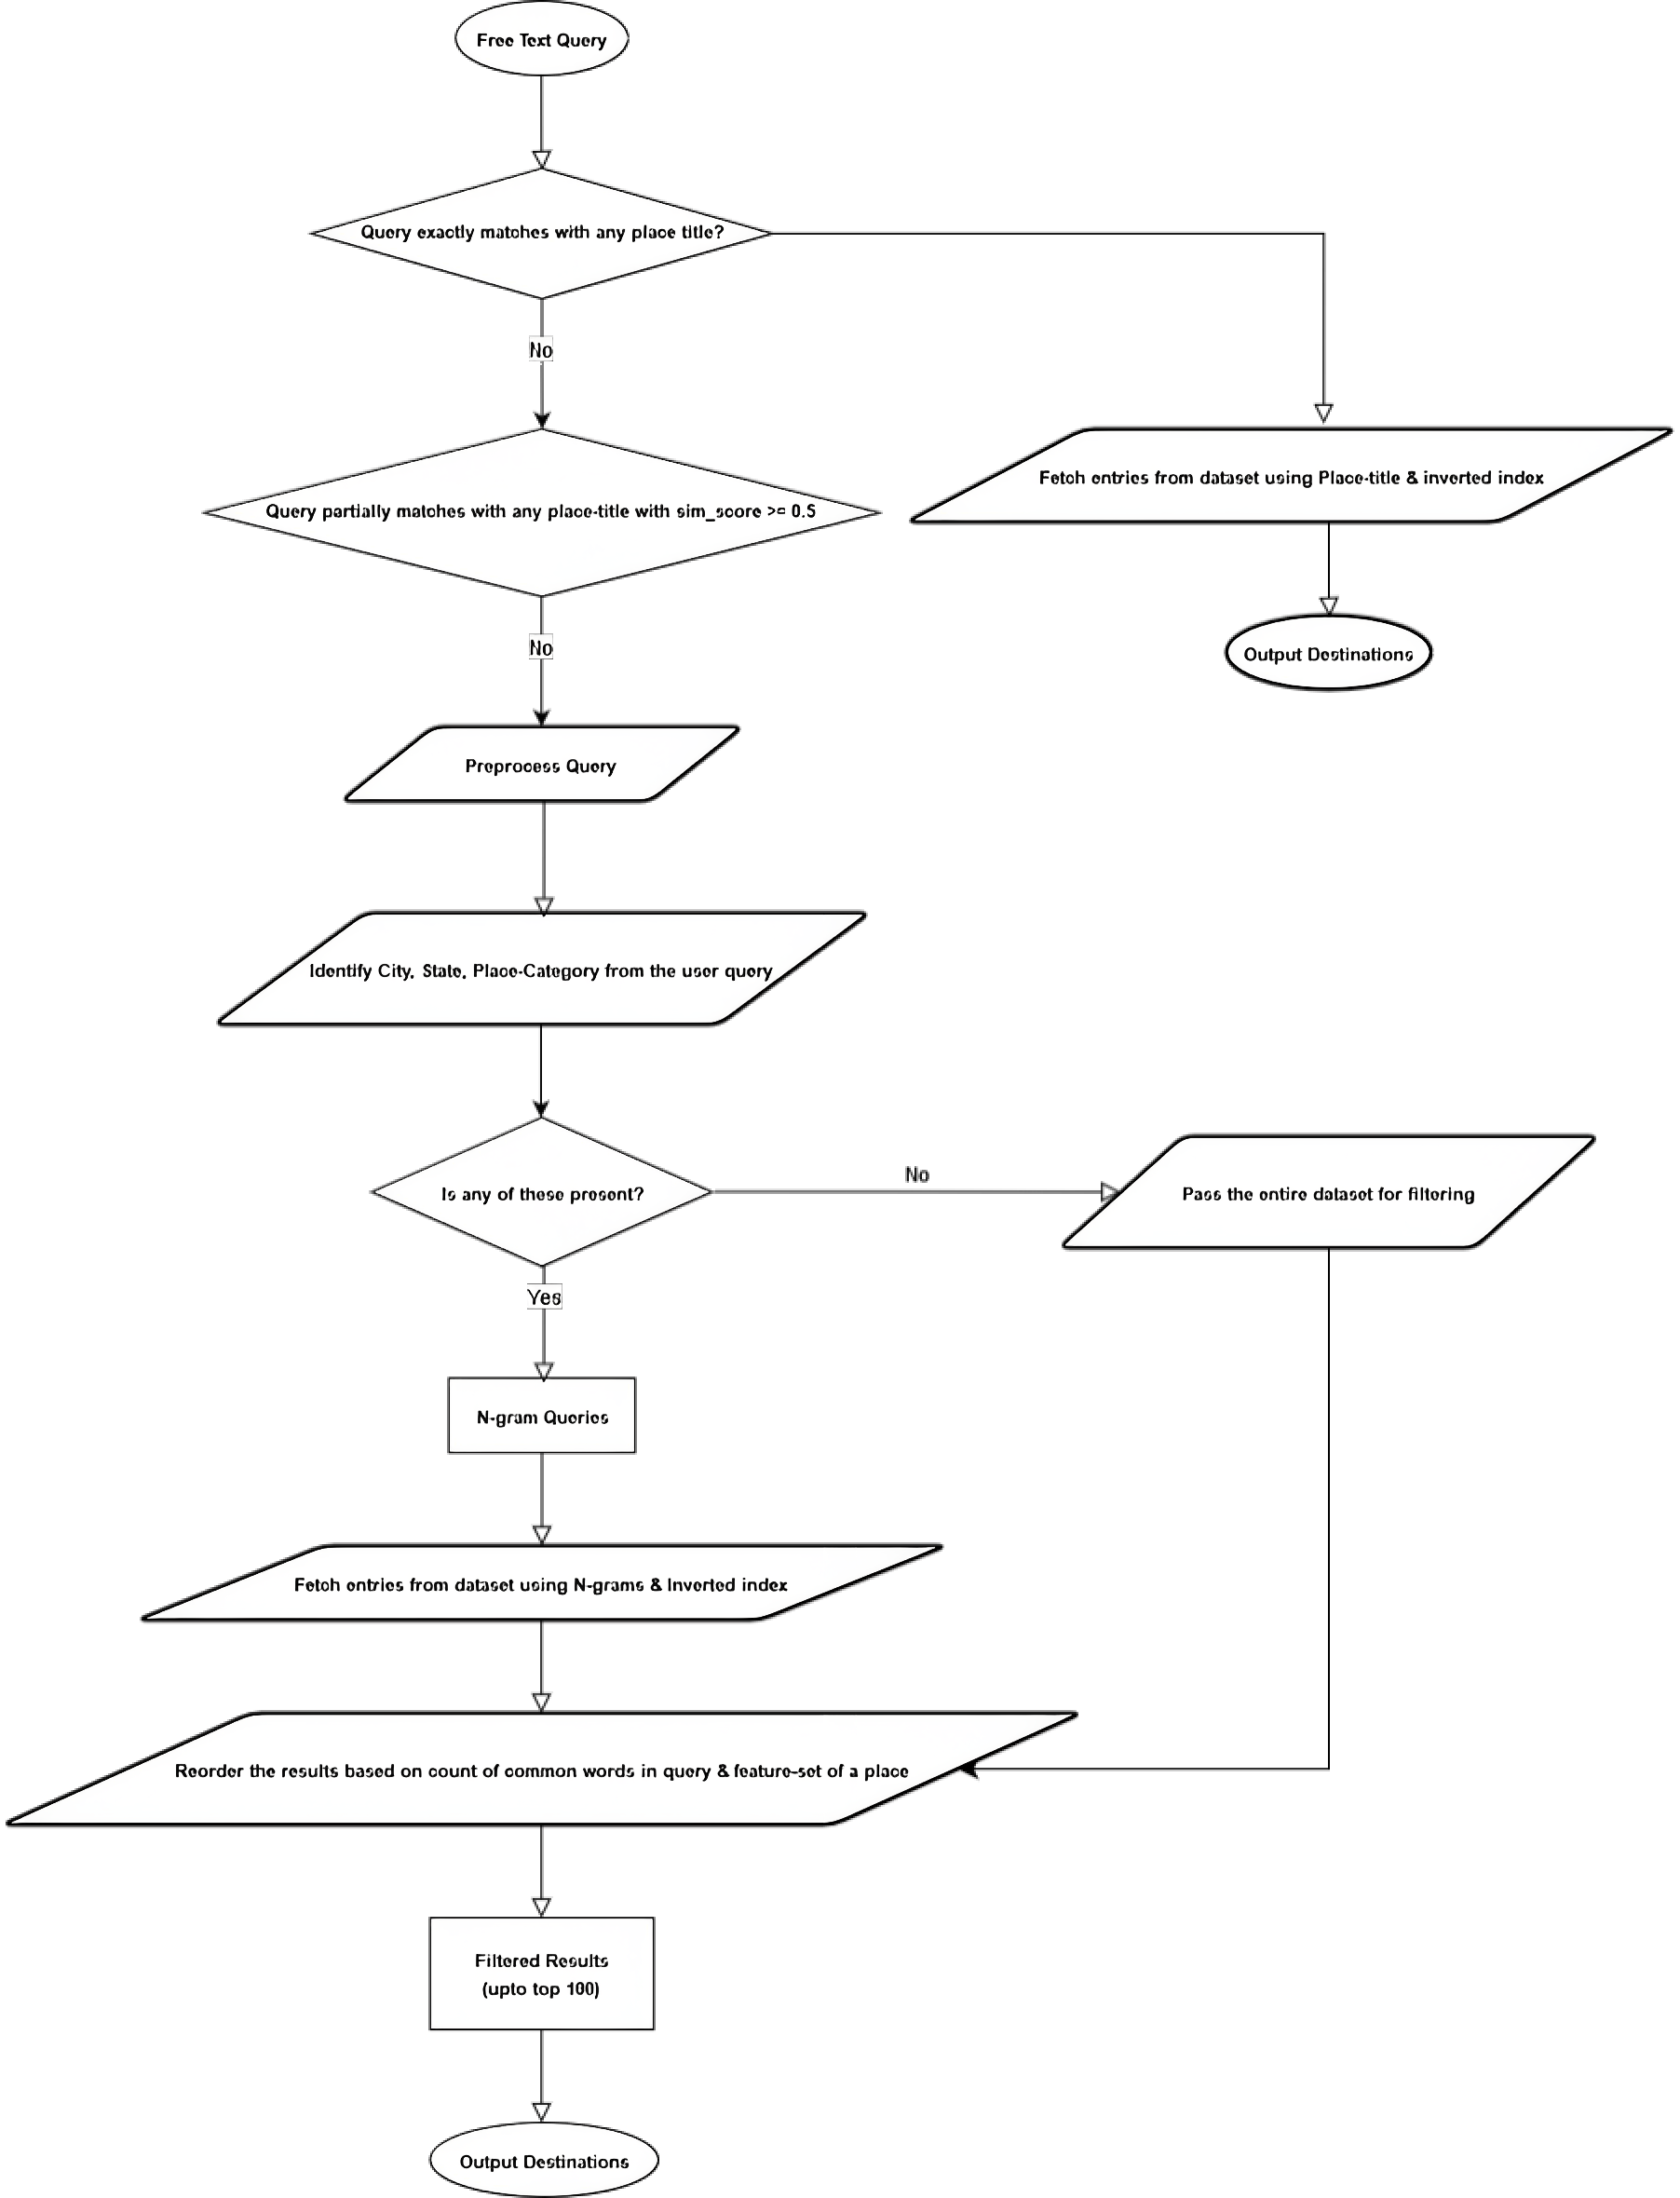 Free Text Query
Query exactly matches with any place title?
No
Query partially matches with any place-title with sim_score >= 0.5
Fetch entries from dataset using Place-title & inverted index
No
Output Destinations
Preprocess Query
Identify City, State, Place-Category from the user query
Is any of these present?
No
Pass the entire dataset for filtering
Yes
N-gram Queries
Fetch entries from dataset using N-grams & Inverted index
Reorder the results based on count of common words in query & feature-set of a place
Filtered Results
(upto top 100)
Output Destinations